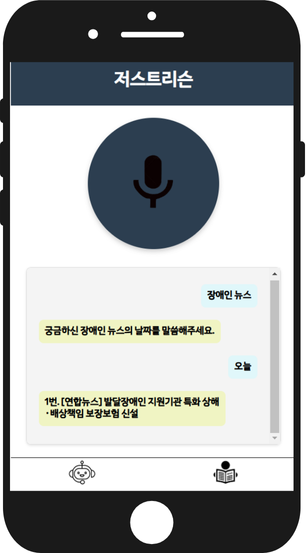 저스트리슨
장애인 뉴스
궁금하신 장애인 뉴스의 날짜를 말씀해주세요.
오늘
1번. [연합뉴스] 발달장애인 지원기관 특화 상해
·배상책임 보장보험 신설